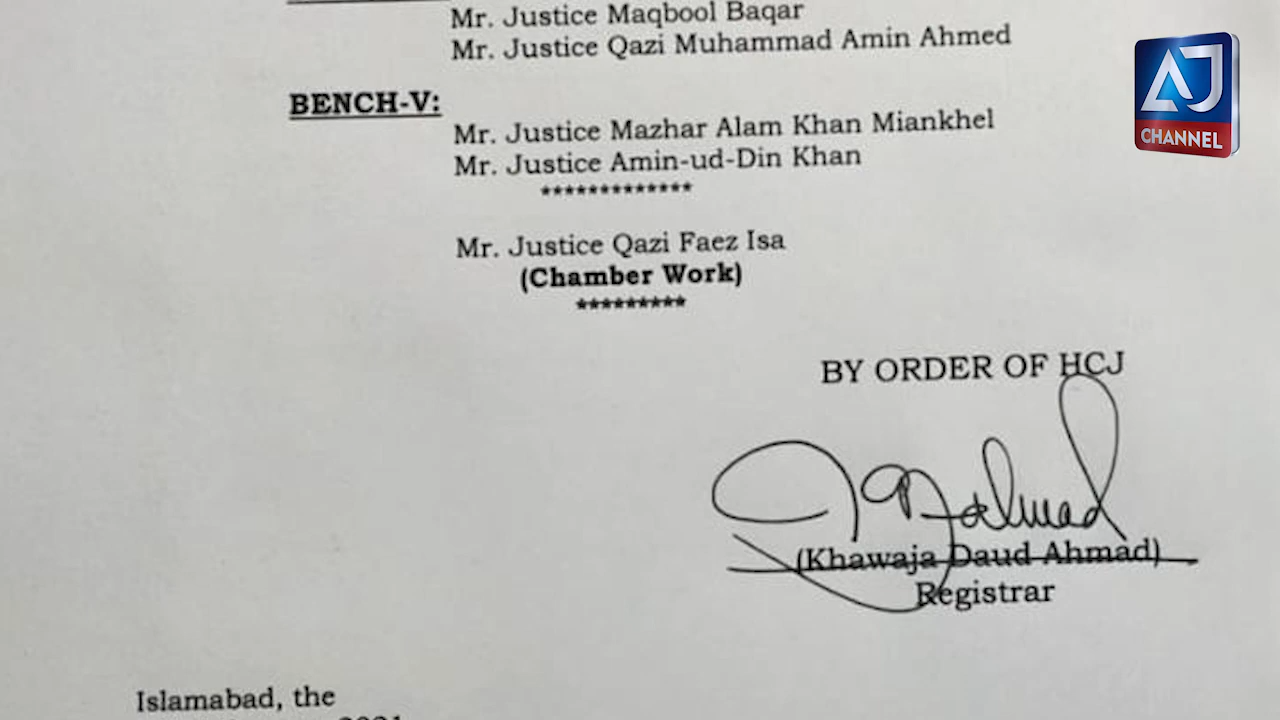 Mr. Justice Maqbool Baqar
Mr. Justice Qazi Muhammad Amin Ahmed
BENCH-V:
Mr. Justice Mazhar Alam Khan Miankhel
Mr. Justice Amin-ud-Din Khan
*************
Mr. Justice Qazi Faez Isa
(Chamber Work)
*********
BY ORDER OF HCJ
(Khawaja Daud Ahmad)
Registrar
Islamabad, the
2021
AJ
CHANNEL